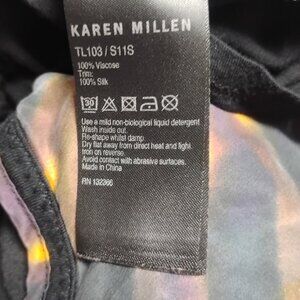 KAREN MILLEN
TL103 / S11S
100% Viscose
Trim:
100% Silk
30
Use a mild non-biological liquid detergent
Wash inside out.
Re-shape whilst damp.
Dry flat away from direct heat and light.
Iron on reverse.
Avoid contact with abrasive surfaces.
Made In China
RN 132366